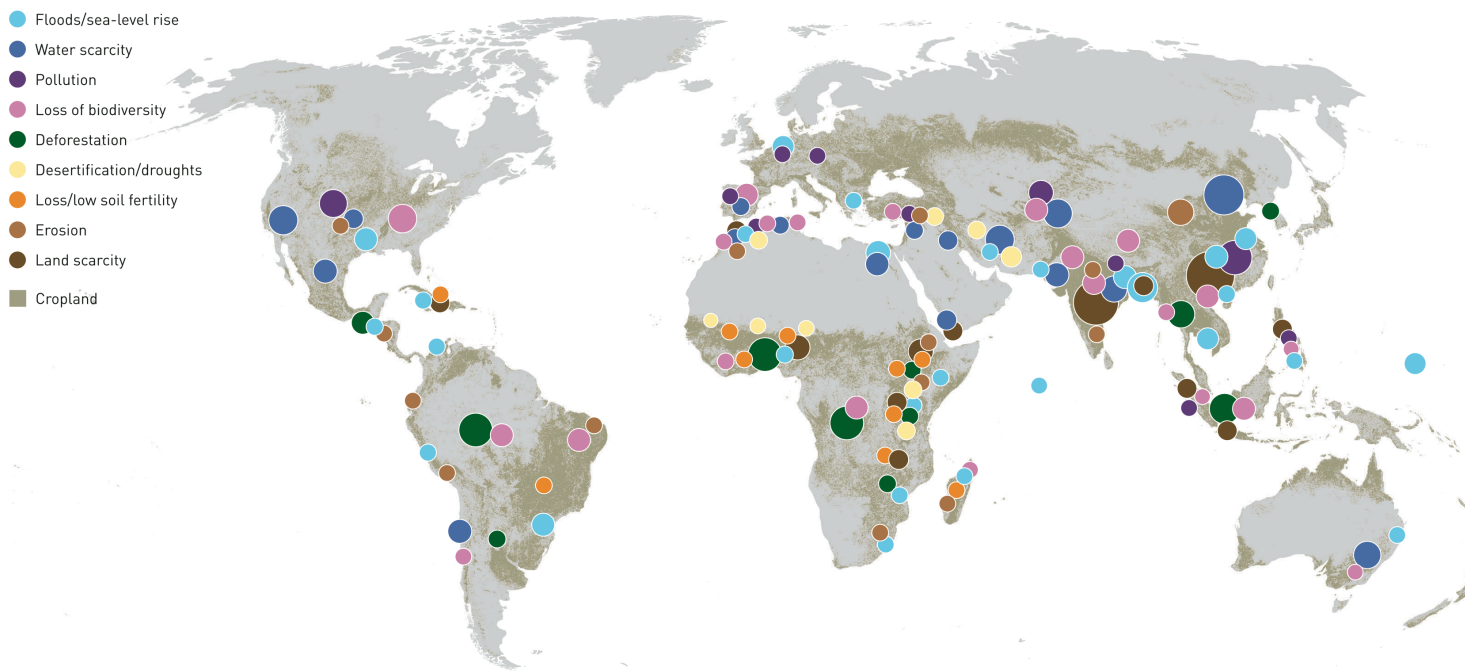 Floods/sea-level rise
Water scarcity
Pollution
Loss of biodiversity
Deforestation
Desertification/droughts
Loss/low soil fertility
Erosion
Land scarcity
Cropland